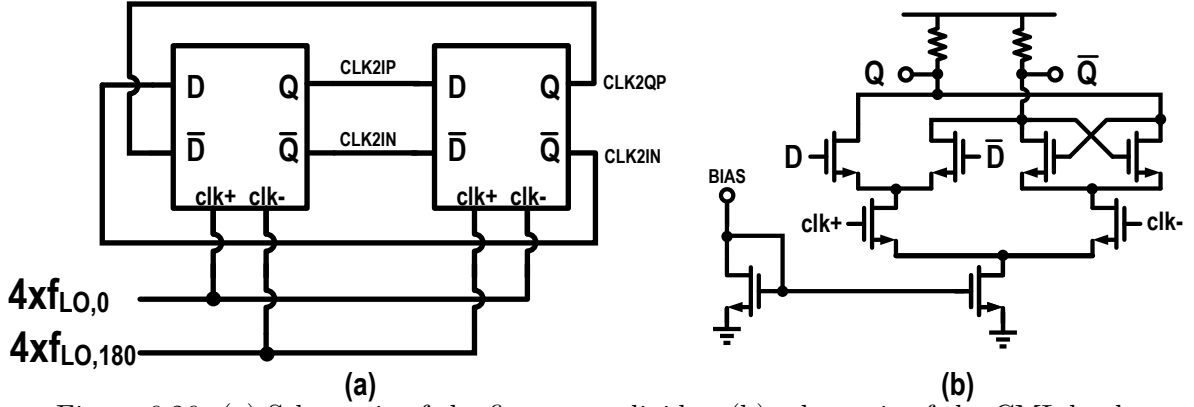 D Q CLK2IP D Q CLK2QP
D̅ Q̅ CLK2IN D̅ Q̅ CLK2IN
clk+ clk- clk+ clk-
4xfLO,0
4xfLO,180
(a)
Q Q̅
D D̅
BIAS
clk+ clk-
(b)